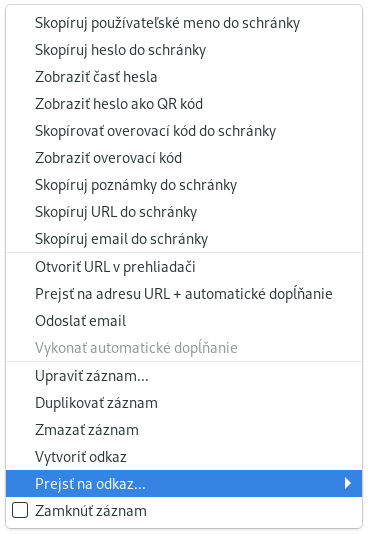 Skopíruj používateľské meno do schránky
Skopíruj heslo do schránky
Zobraziť časť hesla
Zobraziť heslo ako QR kód
Skopírovať overovací kód do schránky
Zobraziť overovací kód
Skopíruj poznámky do schránky
Skopíruj URL do schránky
Skopíruj email do schránky
Otvoriť URL v prehliadači
Prejsť na adresu URL + automatické dopĺňanie
Odoslať email
Vykonať automatické dopĺňanie
Upraviť záznam...
Duplikovať záznam
Zmazať záznam
Vytvoriť odkaz
Prejsť na odkaz...
Zamknúť záznam